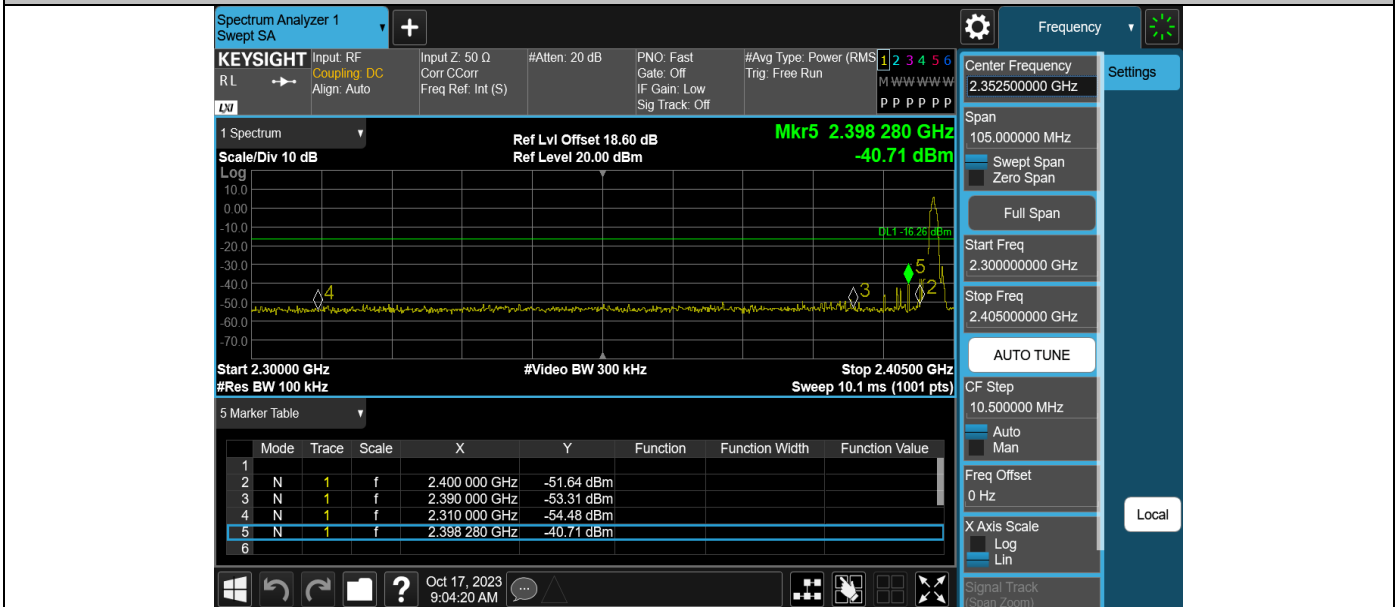 Spectrum Analyzer 1
Swept SA
+
Frequency
KEYSIGHT
RL
LXI
Input: RF
Coupling: DC
Align: Auto
Input Z: 50 Ω
Corr CCorr
Freq Ref: Int (S)
#Atten: 20 dB
PNO: Fast
Gate: Off
IF Gain: Low
Sig Track: Off
#Avg Type: Power (RMS
Trig: Free Run
1 2 3 4 5 6
M W W W W W
P P P P P P
1 Spectrum
Scale/Div 10 dB
Ref Lvl Offset 18.60 dB
Ref Level 20.00 dBm
Mkr5 2.398 280 GHz
-40.71 dBm
Log
10.0
0.00
-10.0
-20.0
-30.0
-40.0
-50.0
-60.0
-70.0
DL1 -16.26 dBm
4
3
5
2
Start 2.30000 GHz
#Video BW 300 kHz
Stop 2.40500 GHz
#Res BW 100 kHz
Sweep 10.1 ms (1001 pts)
5 Marker Table
Mode Trace Scale X Y Function Function Width Function Value
1
2 N 1 f 2.400 000 GHz -51.64 dBm
3 N 1 f 2.390 000 GHz -53.31 dBm
4 N 1 f 2.310 000 GHz -54.48 dBm
5 N 1 f 2.398 280 GHz -40.71 dBm
6
?
Oct 17, 2023
9:04:20 AM
Center Frequency
2.352500000 GHz
Settings
Span
105.000000 MHz
Swept Span
Zero Span
Full Span
Start Freq
2.300000000 GHz
Stop Freq
2.405000000 GHz
AUTO TUNE
CF Step
10.500000 MHz
Auto
Man
Freq Offset
0 Hz
X Axis Scale
Log
Lin
Signal Track
(Span Zoom)
Local